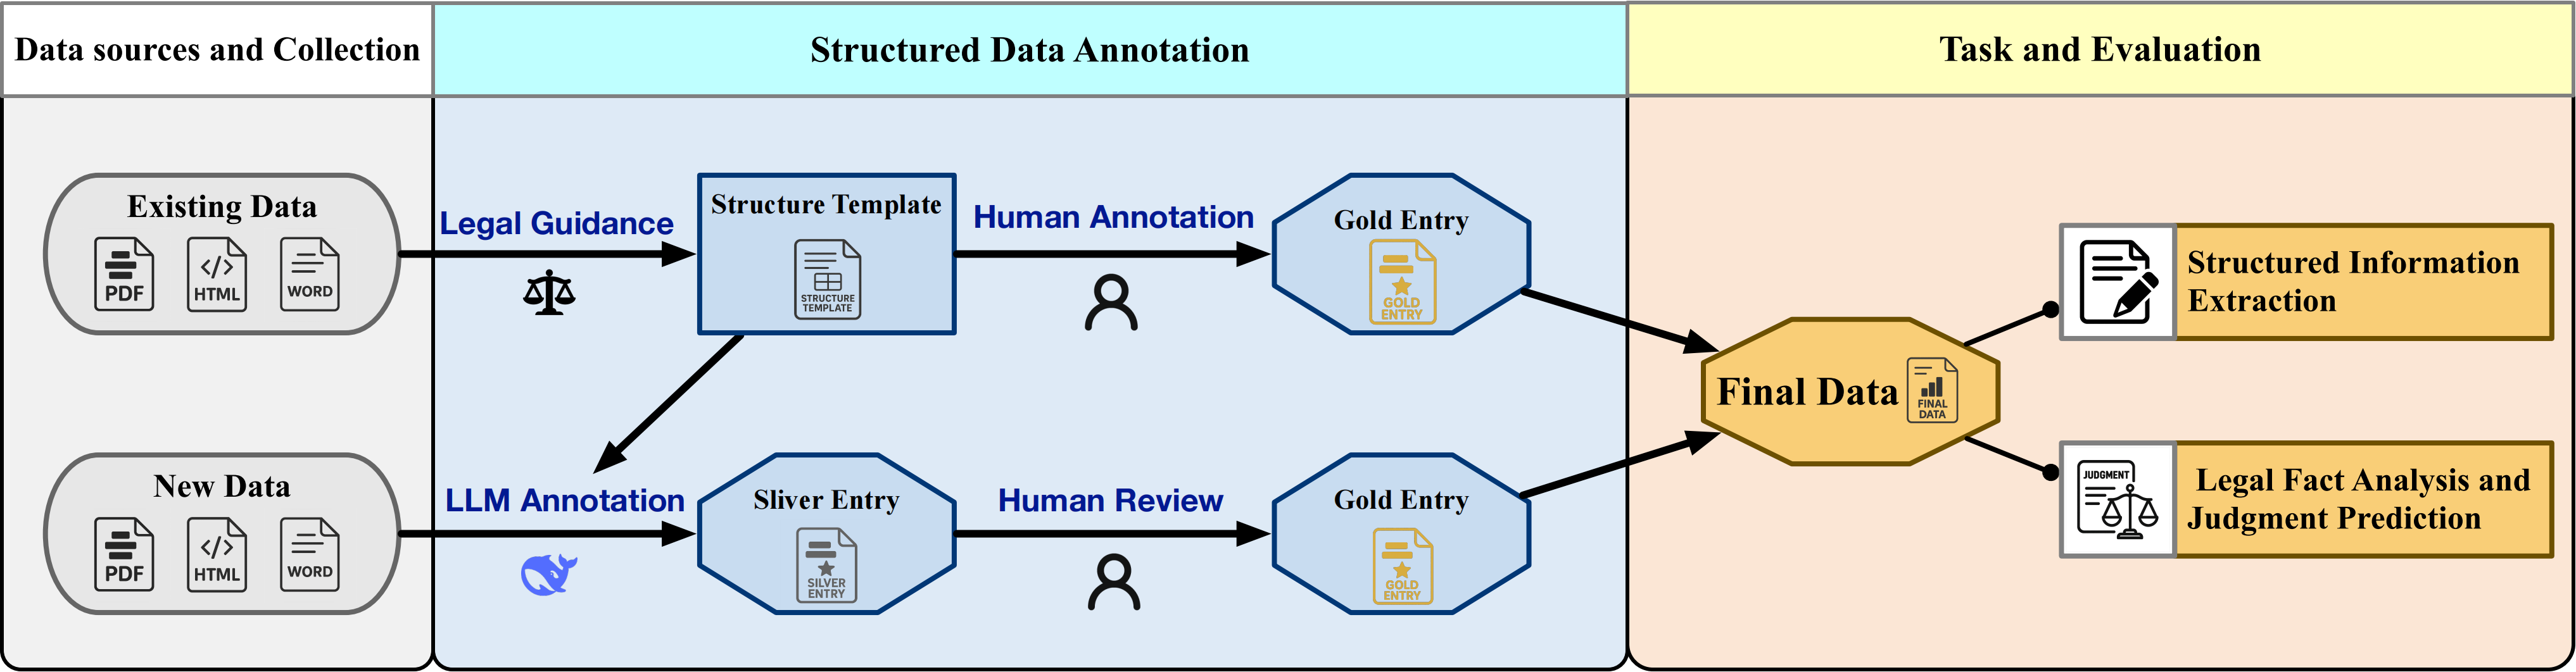 Data sources and Collection
Structured Data Annotation
Task and Evaluation
Existing Data
PDF
HTML
WORD
Legal Guidance
Structure Template
STRUCTURE
TEMPLATE
Human Annotation
Gold Entry
GOLD
ENTRY
New Data
PDF
HTML
WORD
LLM Annotation
Sliver Entry
SILVER
ENTRY
Human Review
Gold Entry
GOLD
ENTRY
Final Data
FINAL
DATA
Structured Information
Extraction
JUDGMENT
Legal Fact Analysis and
Judgment Prediction